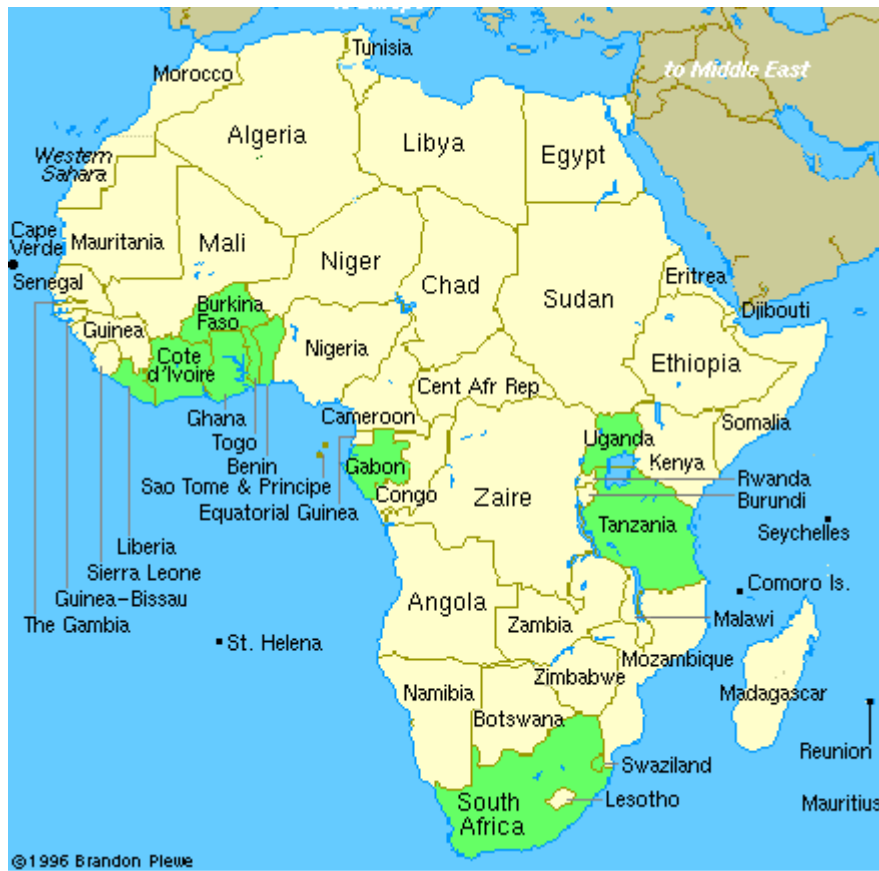 to Europe
Tunisia
Morocco
to Middle East
Algeria
Libya
Egypt
Western
Sahara
Cape
Verde
Mauritania
Mali
Niger
Chad
Sudan
Eritrea
Senegal
Djibouti
Burkina
Faso
Guinea
Nigeria
Cote
d'Ivoire
Ethiopia
Cent Afr Rep
Ghana
Cameroon
Somalia
Togo
Uganda
Benin
Gabon
Kenya
Sao Tome & Principe
Rwanda
Congo
Zaire
Burundi
Equatorial Guinea
Tanzania
Seychelles
Liberia
Sierra Leone
Comoro Is.
Guinea-Bissau
Angola
The Gambia
Malawi
Zambia
St. Helena
Mozambique
Zimbabwe
Namibia
Madagascar
Botswana
Reunion
Swaziland
South
Africa
Lesotho
Mauritius
©1996 Brandon Plewe